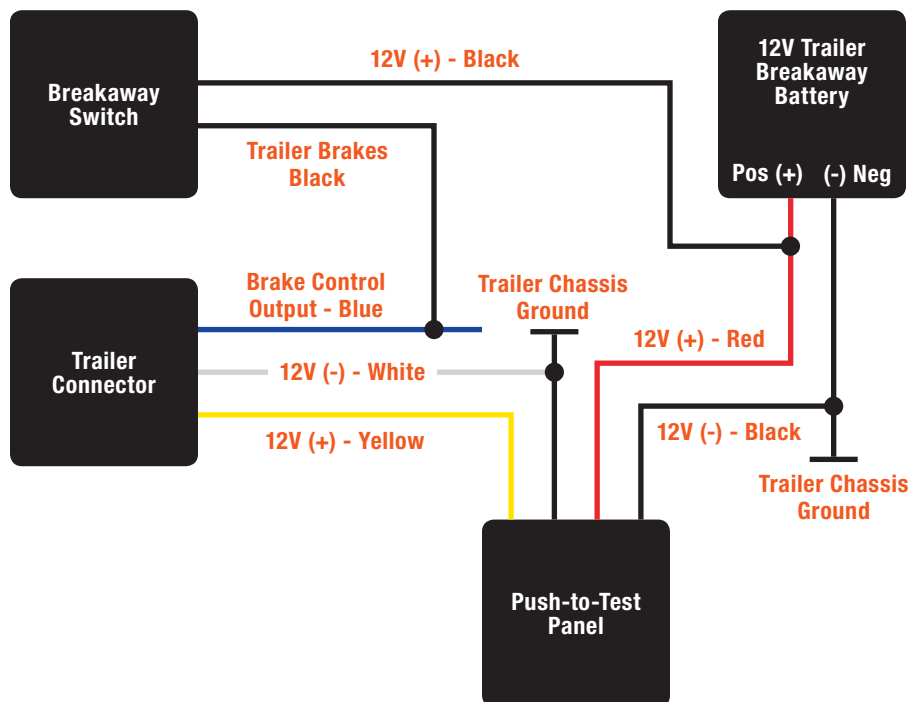 12V (+) - Black
Breakaway
Switch
Trailer Brakes
Black
12V Trailer
Breakaway
Battery
Pos (+)
(-) Neg
Brake Control
Output - Blue
Trailer Chassis
Ground
Trailer
Connector
12V (-) - White
12V (+) - Yellow
12V (+) - Red
12V (-) - Black
Trailer Chassis
Ground
Push-to-Test
Panel